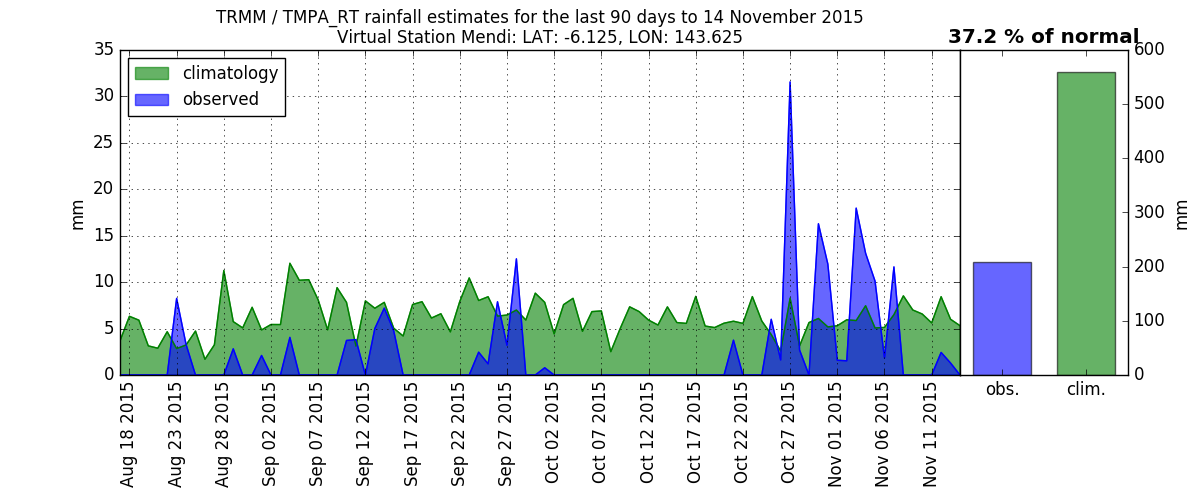 TRMM / TMPA_RT rainfall estimates for the last 90 days to 14 November 2015
Virtual Station Mendi: LAT: -6.125, LON: 143.625
37.2 % of normal
climatology
observed
35
30
25
20
15
10
5
0
mm
600
500
400
300
200
100
0
mm
Aug 18 2015
Aug 23 2015
Aug 28 2015
Sep 02 2015
Sep 07 2015
Sep 12 2015
Sep 17 2015
Sep 22 2015
Sep 27 2015
Oct 02 2015
Oct 07 2015
Oct 12 2015
Oct 17 2015
Oct 22 2015
Oct 27 2015
Nov 01 2015
Nov 06 2015
Nov 11 2015
obs.
clim.